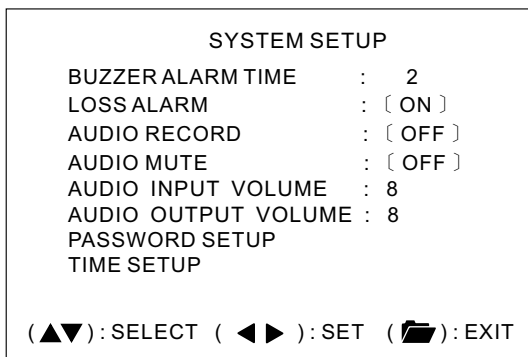 SYSTEM SETUP
BUZZER ALARM TIME : 2
LOSS ALARM : 〔 ON 〕
AUDIO RECORD : 〔 OFF 〕
AUDIO MUTE : 〔 OFF 〕
AUDIO INPUT VOLUME : 8
AUDIO OUTPUT VOLUME : 8
PASSWORD SETUP
TIME SETUP
(▲▼) : SELECT ( ◀ ▶ ) : SET ( ) : EXIT